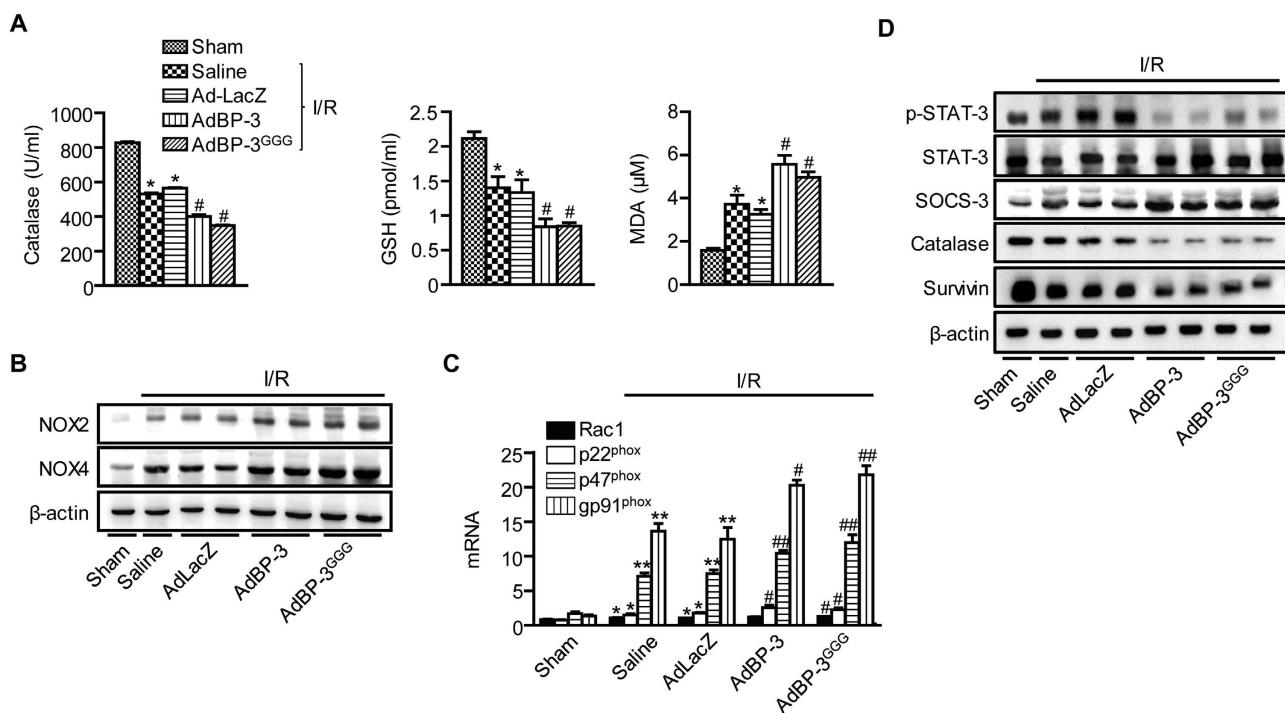 A
Sham
Saline
Ad-LacZ
AdBP-3
AdBP-3GGG
I/R
Catalase (U/ml)
1000
800
600
400
200
0
* * # #
GSH (pmol/ml)
2.5
2
1.5
1
0.5
0
* * # #
MDA (μM)
8
6
4
2
0
* * # #
B
I/R
NOX2
NOX4
β-actin
Sham
Saline
AdLacZ
AdBP-3
AdBP-3GGG
C
I/R
Rac1
p22phox
p47phox
gp91phox
mRNA
25
20
15
10
5
0
* * ** **
* * ** **
# ## #
# # ## ##
Sham
Saline
AdLacZ
AdBP-3
AdBP-3GGG
D
I/R
p-STAT-3
STAT-3
SOCS-3
Catalase
Survivin
β-actin
Sham
Saline
AdLacZ
AdBP-3
AdBP-3GGG